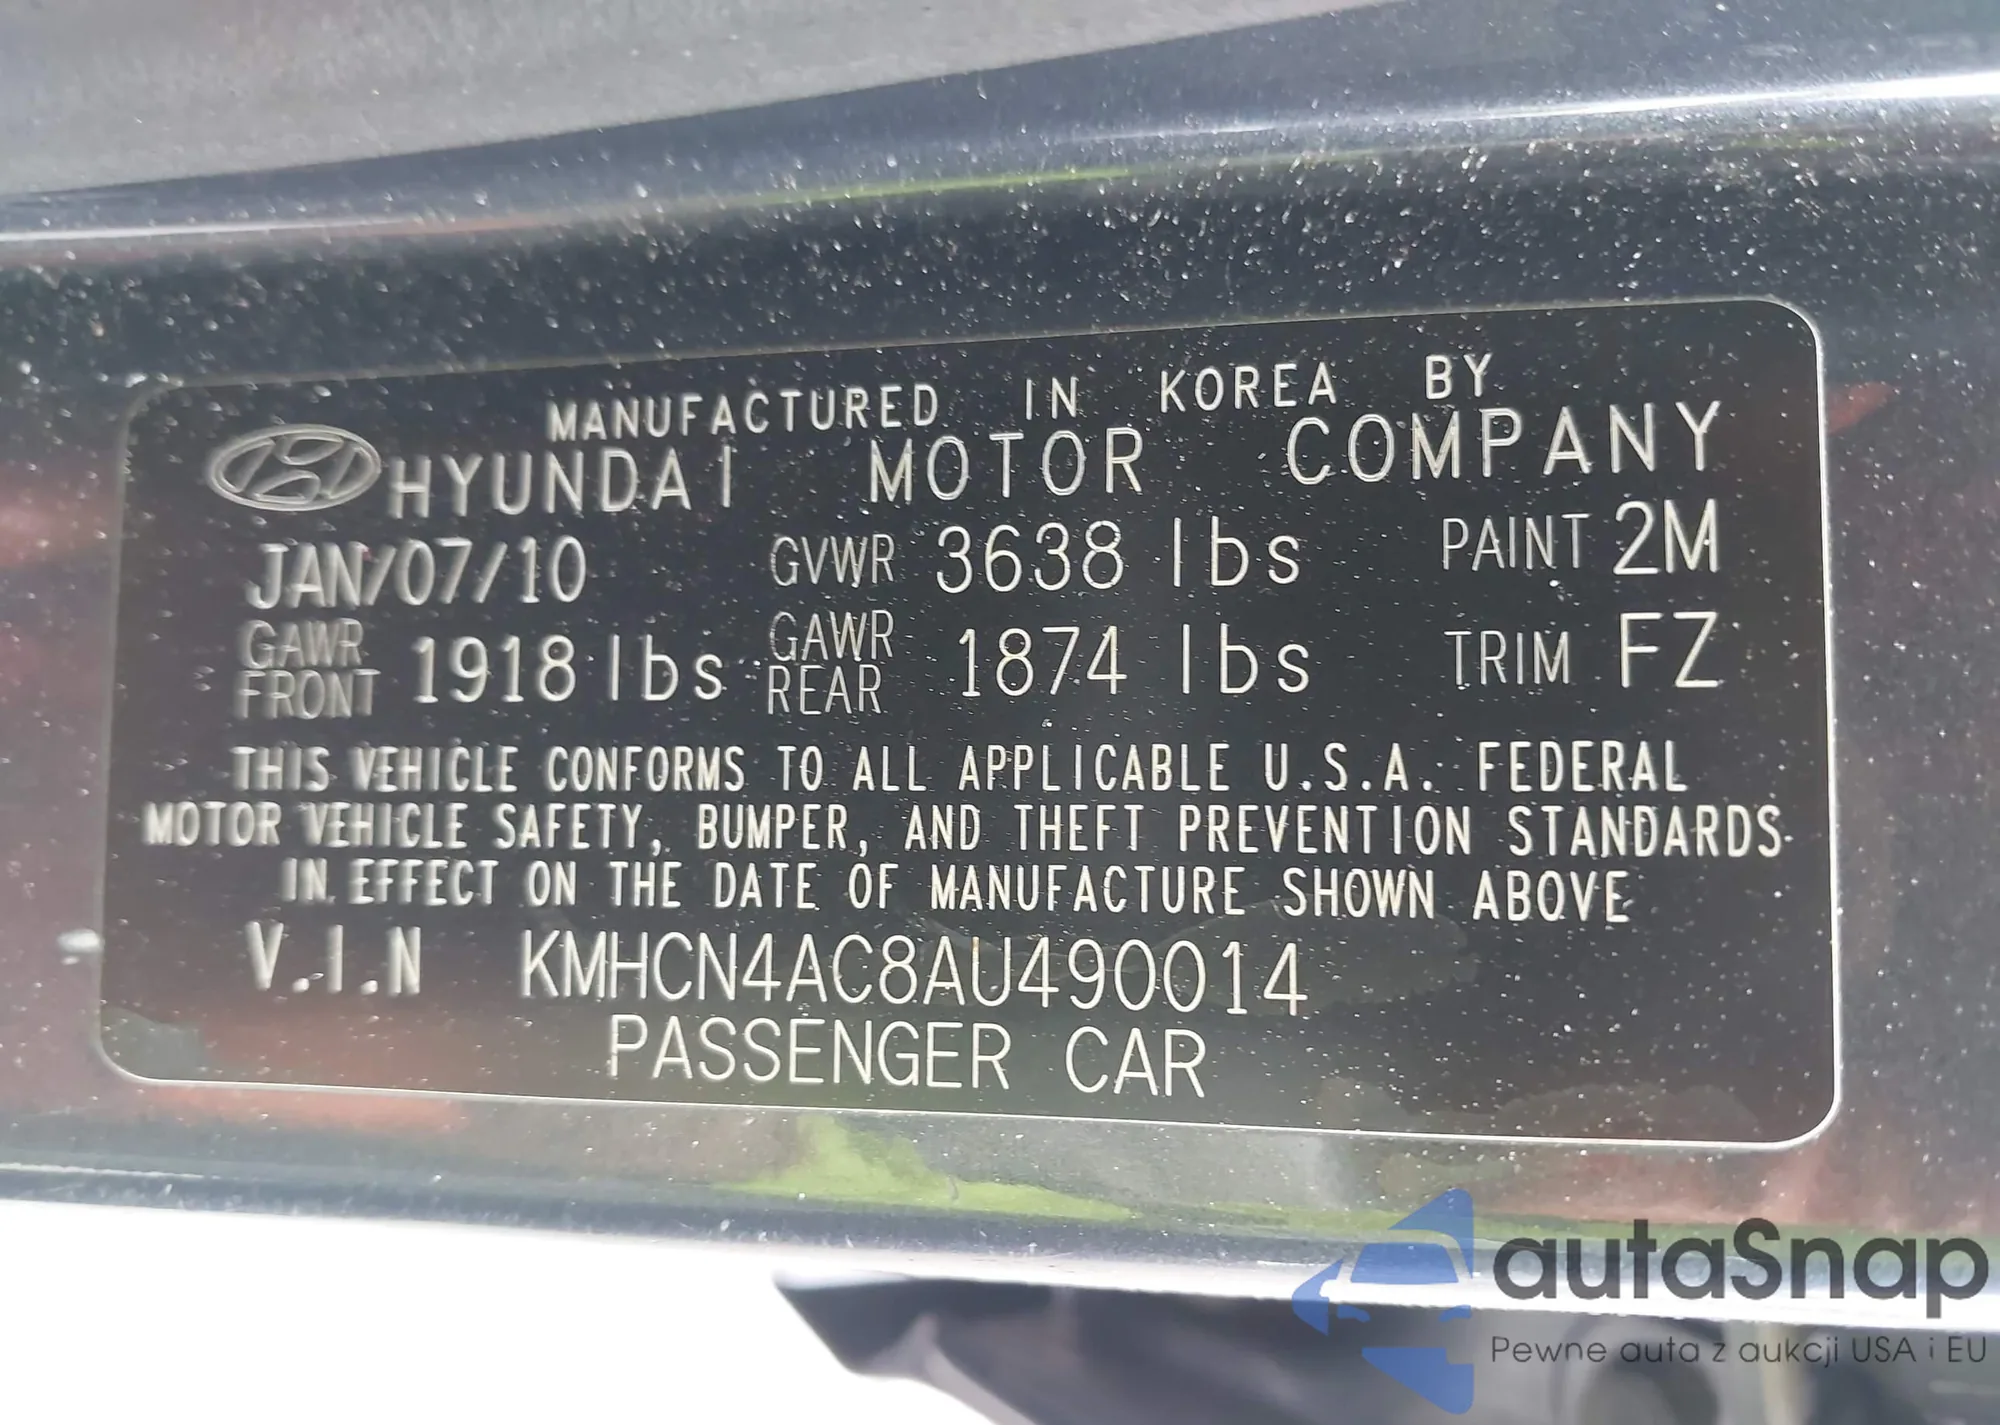 MANUFACTURED IN KOREA BY
HYUNDAI MOTOR COMPANY
JAN/07/10 GVWR 3638 lbs PAINT 2M
GAWR FRONT 1918 lbs GAWR REAR 1874 lbs TRIM FZ
THIS VEHICLE CONFORMS TO ALL APPLICABLE U.S.A. FEDERAL
MOTOR VEHICLE SAFETY, BUMPER, AND THEFT PREVENTION STANDARDS
IN EFFECT ON THE DATE OF MANUFACTURE SHOWN ABOVE
V.I.N KMHCN4AC8AU490014
PASSENGER CAR
autaSnap
Pewne auta z aukcji USA i EU